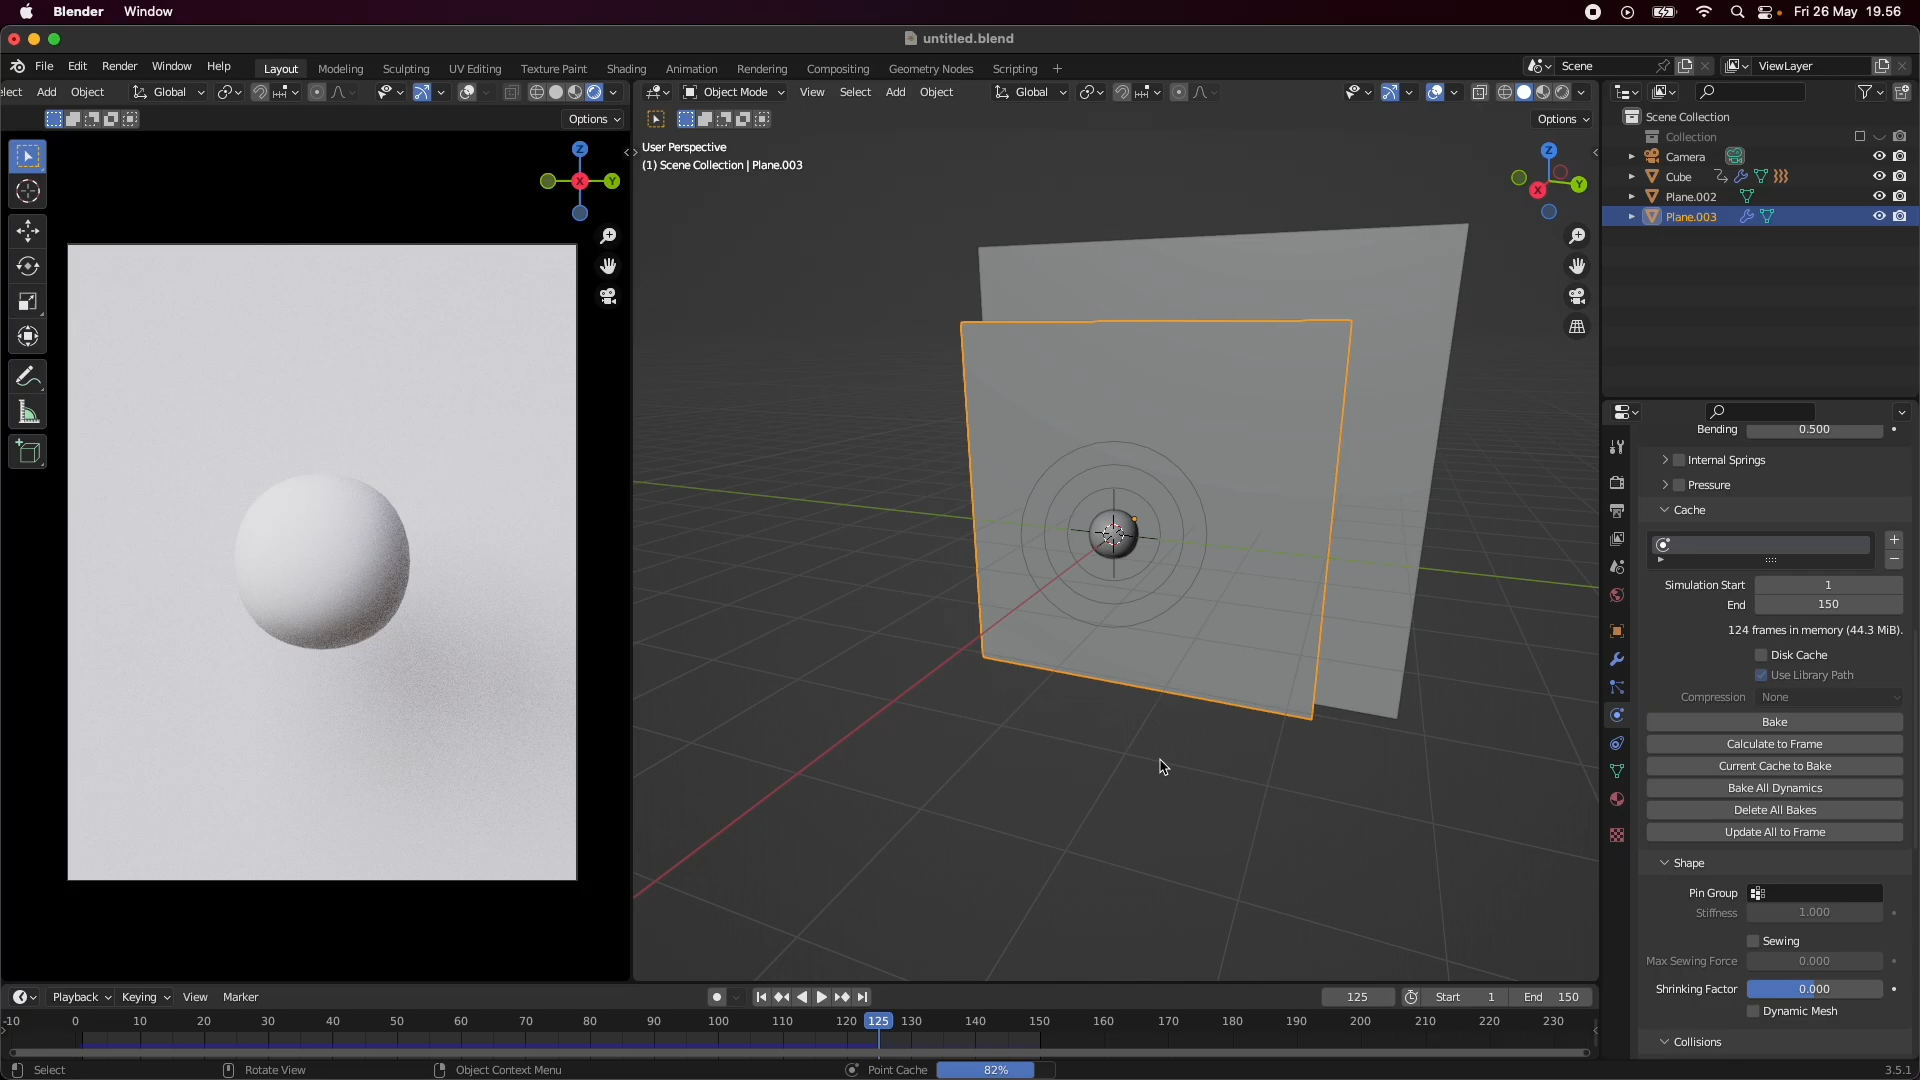 Blender Window Fri 26 May 19.56
untitled.blend
File Edit Render Window Help Layout Modeling Sculpting UV Editing Texture Paint Shading Animation Rendering Compositing Geometry Nodes Scripting + Scene ViewLayer
lect Add Object Global Object Mode View Select Add Object Global
Options Options
User Perspective
(1) Scene Collection | Plane.003
Z
Y
X
Z
Y
X
Scene Collection
Collection
Camera
Cube
Plane.002
Plane.003
Bending 0.500
Internal Springs
Pressure
Cache
Simulation Start 1
End 150
124 frames in memory (44.3 MiB).
Disk Cache
Use Library Path
Compression None
Bake
Calculate to Frame
Current Cache to Bake
Bake All Dynamics
Delete All Bakes
Update All to Frame
Shape
Pin Group
Stiffness 1.000
Sewing
Max Sewing Force 0.000
Shrinking Factor 0.000
Dynamic Mesh
Collisions
Playback Keying View Marker 125 Start 1 End 150
-10 0 10 20 30 40 50 60 70 80 90 100 110 120 125 130 140 150 160 170 180 190 200 210 220 230
Select Rotate View Object Context Menu Point Cache 82% 3.5.1